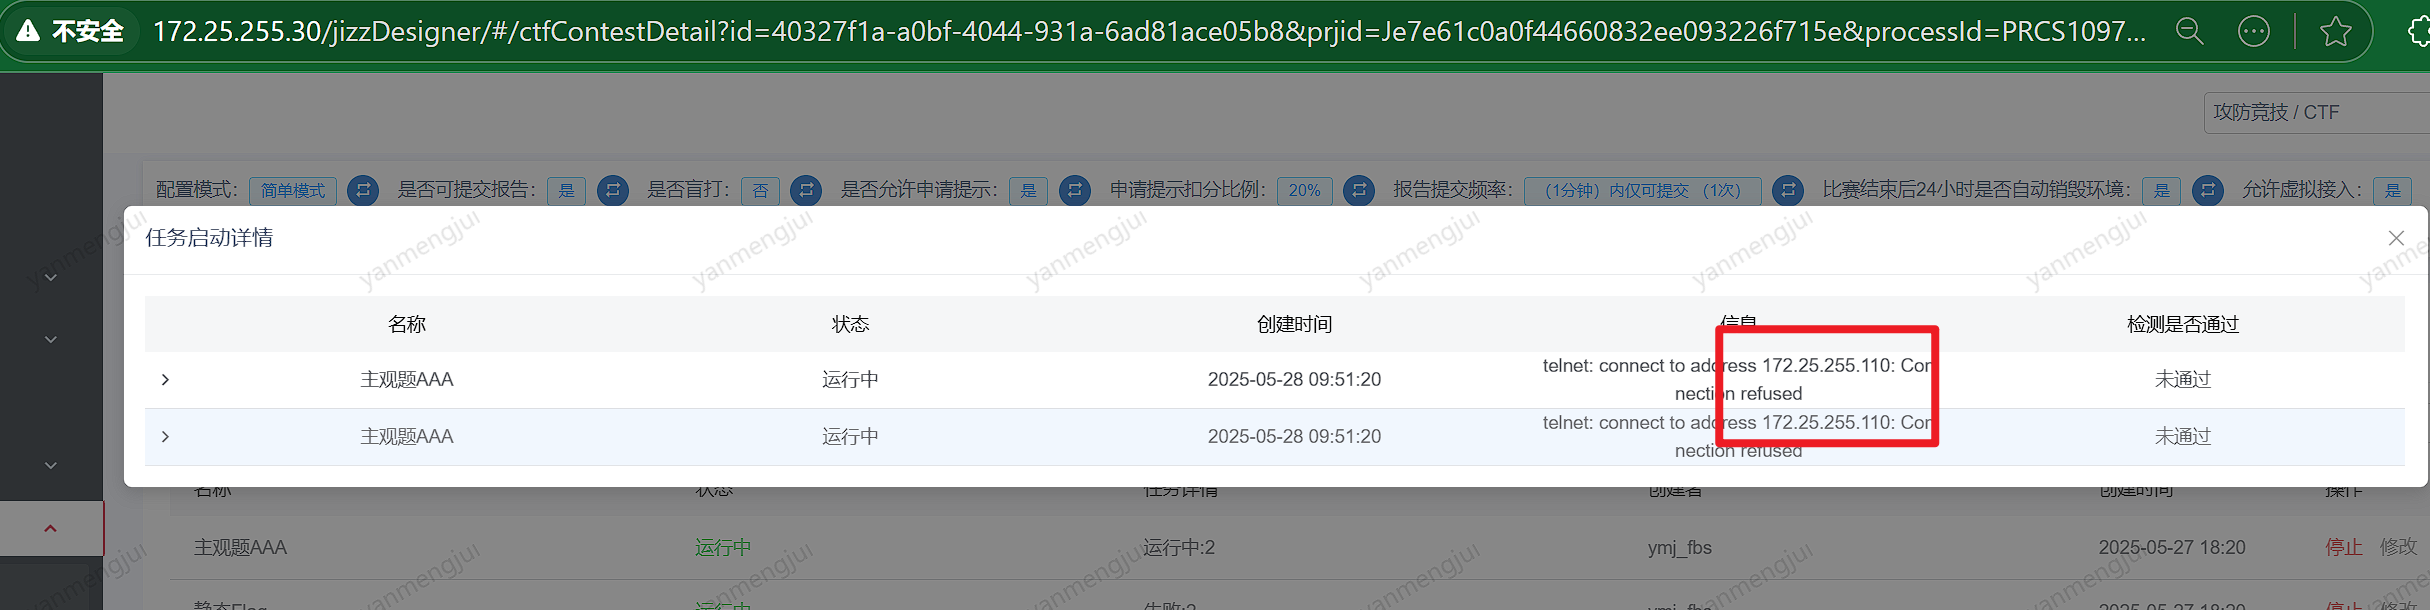 不安全 172.25.255.30/jizzDesigner/#/ctfContestDetail?id=40327f1a-a0bf-4044-931a-6ad81ace05b8&prjid=Je7e61c0a0f44660832ee093226f715e&processId=PRCS1097...
攻防竞技 / CTF
配置模式： 简单模式 是否可提交报告： 是 是否盲打： 否 是否允许申请提示： 是 申请提示扣分比例： 20% 报告提交频率： （1分钟）内仅可提交 （1次） 比赛结束后24小时是否自动销毁环境： 是 允许虚拟接入： 是
任务启动详情
名称 状态 创建时间 信息 检测是否通过
主观题AAA 运行中 2025-05-28 09:51:20 telnet: connect to address 172.25.255.110: Con
nection refused 未通过
主观题AAA 运行中 2025-05-28 09:51:20 telnet: connect to address 172.25.255.110: Con
nection refused 未通过
名称 状态 任务详情 创建者 创建时间 操作
主观题AAA 运行中 运行中:2 ymj_fbs 2025-05-27 18:20 停止 修改
静态Flag 运行中 失败:2 ymj_fbs 2025-05-27 18:20 停止 修改
yanmengjui